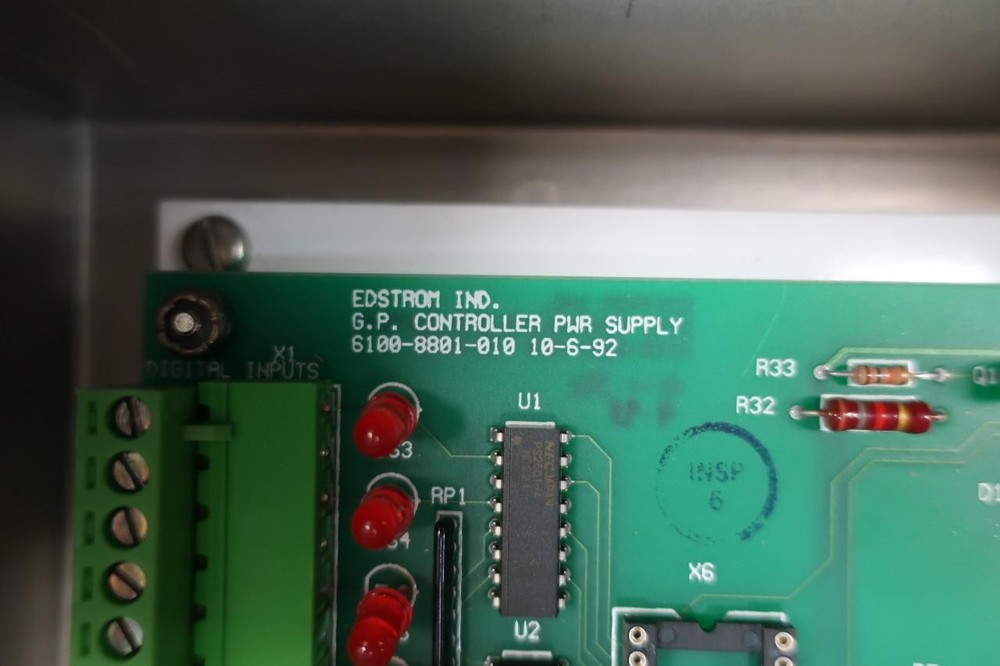 EDSTROM IND.
G.P. CONTROLLER PWR SUPPLY
6100-8801-010 10-6-92
X1
DIGITAL INPUTS
R33
R32
U1
RP1
INSP
6
X6
U2